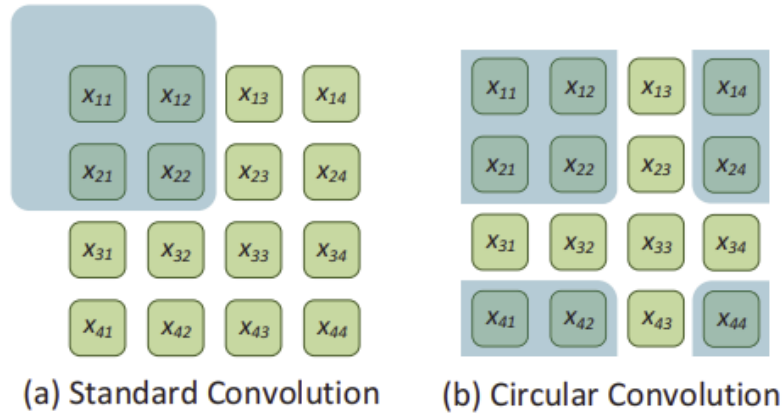 x11 x12 x13 x14 x11 x12 x13 x14
x21 x22 x23 x24 x21 x22 x23 x24
x31 x32 x33 x34 x31 x32 x33 x34
x41 x42 x43 x44 x41 x42 x43 x44
(a) Standard Convolution (b) Circular Convolution